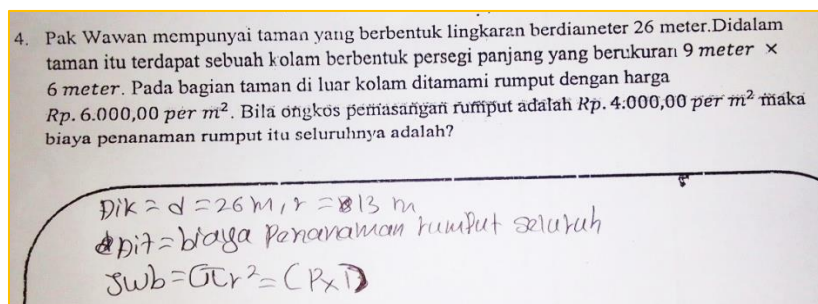 4. Pak Wawan mempunyai taman yang berbentuk lingkaran berdiameter 26 meter.Didalam
taman itu terdapat sebuah kolam berbentuk persegi panjang yang berukuran 9 meter ×
6 meter. Pada bagian taman di luar kolam ditamami rumput dengan harga
Rp. 6.000,00 per m². Bila ongkos pemasangan rumput adalah Rp. 4.000,00 per m² maka
biaya penanaman rumput itu seluruhnya adalah?
Dik = d = 26 m, r = 13 m
Dit = biaya Penanaman rumput seluruh
Jwb = πr² = (P×l)